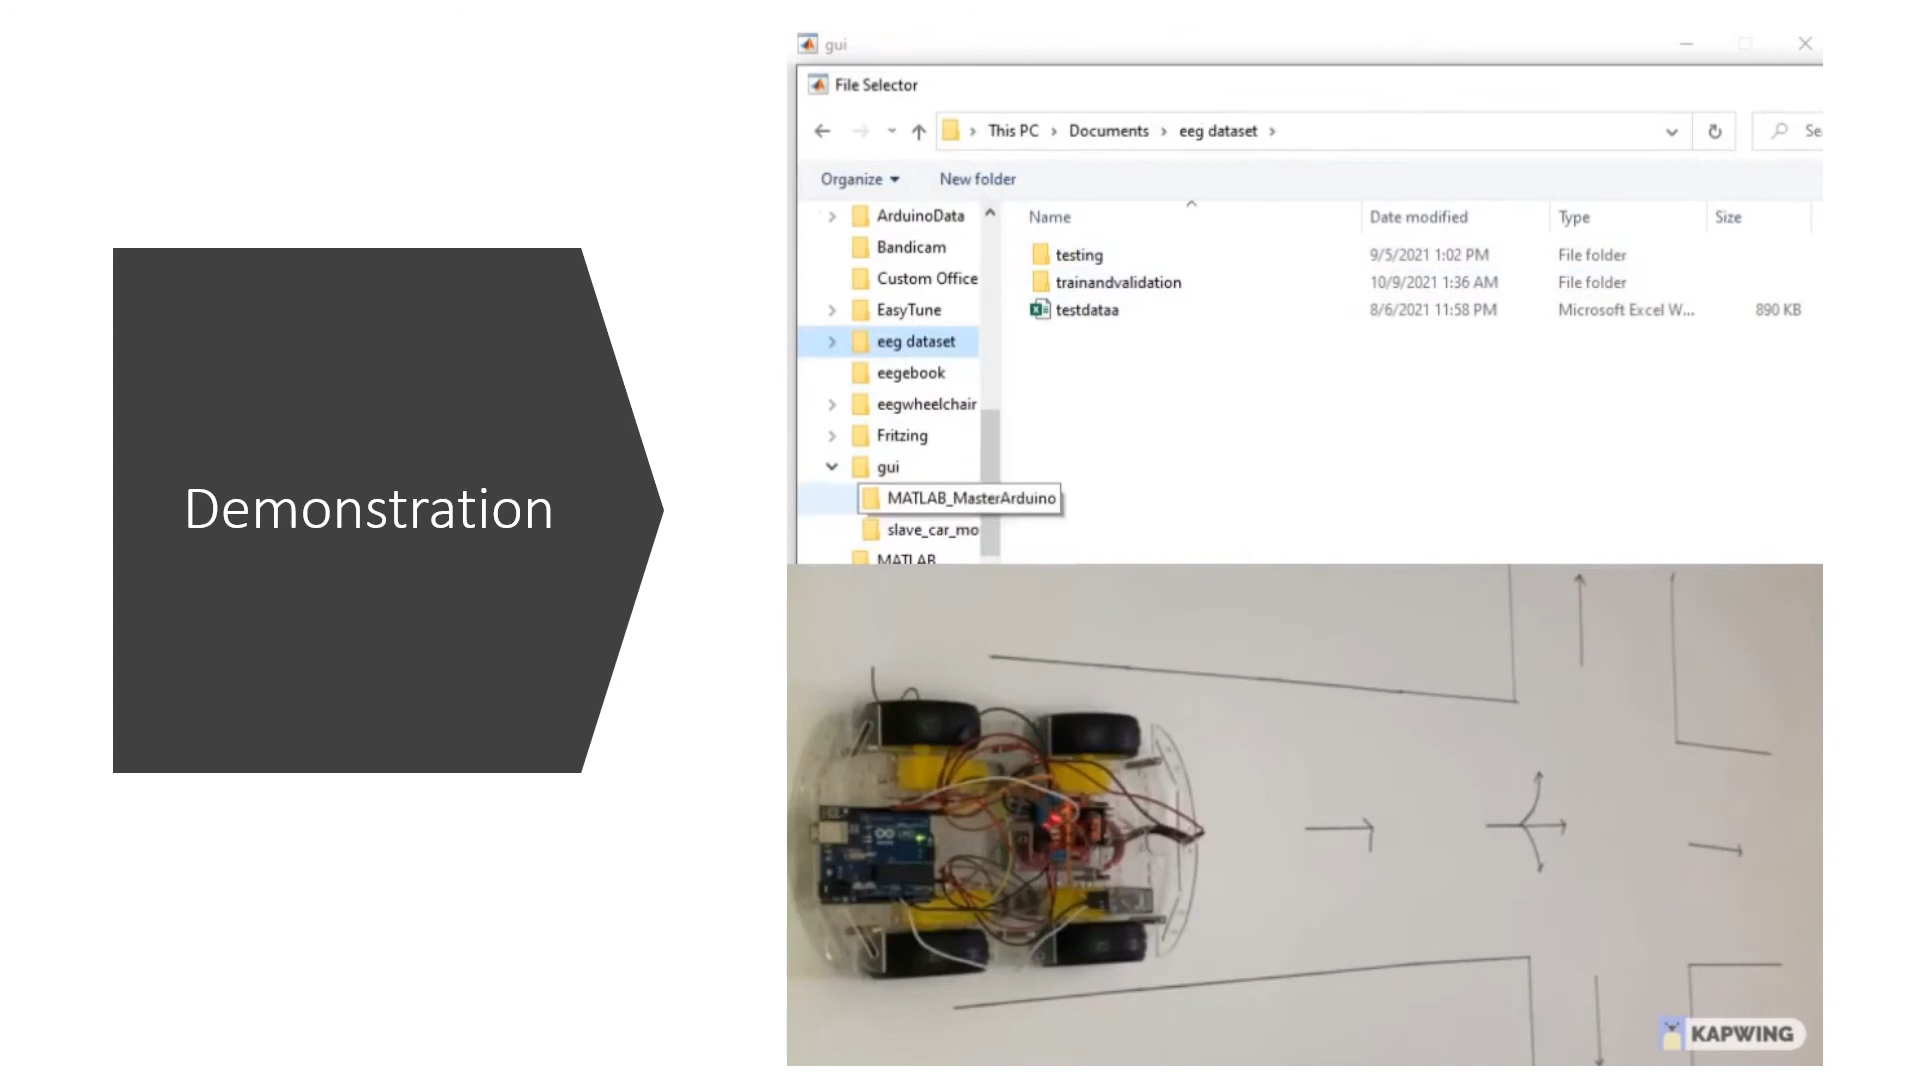 Demonstration
gui
File Selector
This PC > Documents > eeg dataset >
Organize
New folder
Name
Date modified
Type
Size
ArduinoData
Bandicam
Custom Office
EasyTune
eeg dataset
eegebook
eegwheelchair
Fritzing
gui
MATLAB_MasterArduino
slave_car_mo
MATLAB
testing 9/5/2021 1:02 PM File folder
trainandvalidation 10/9/2021 1:36 AM File folder
testdataa 8/6/2021 11:58 PM Microsoft Excel W... 890 KB
KAPWING